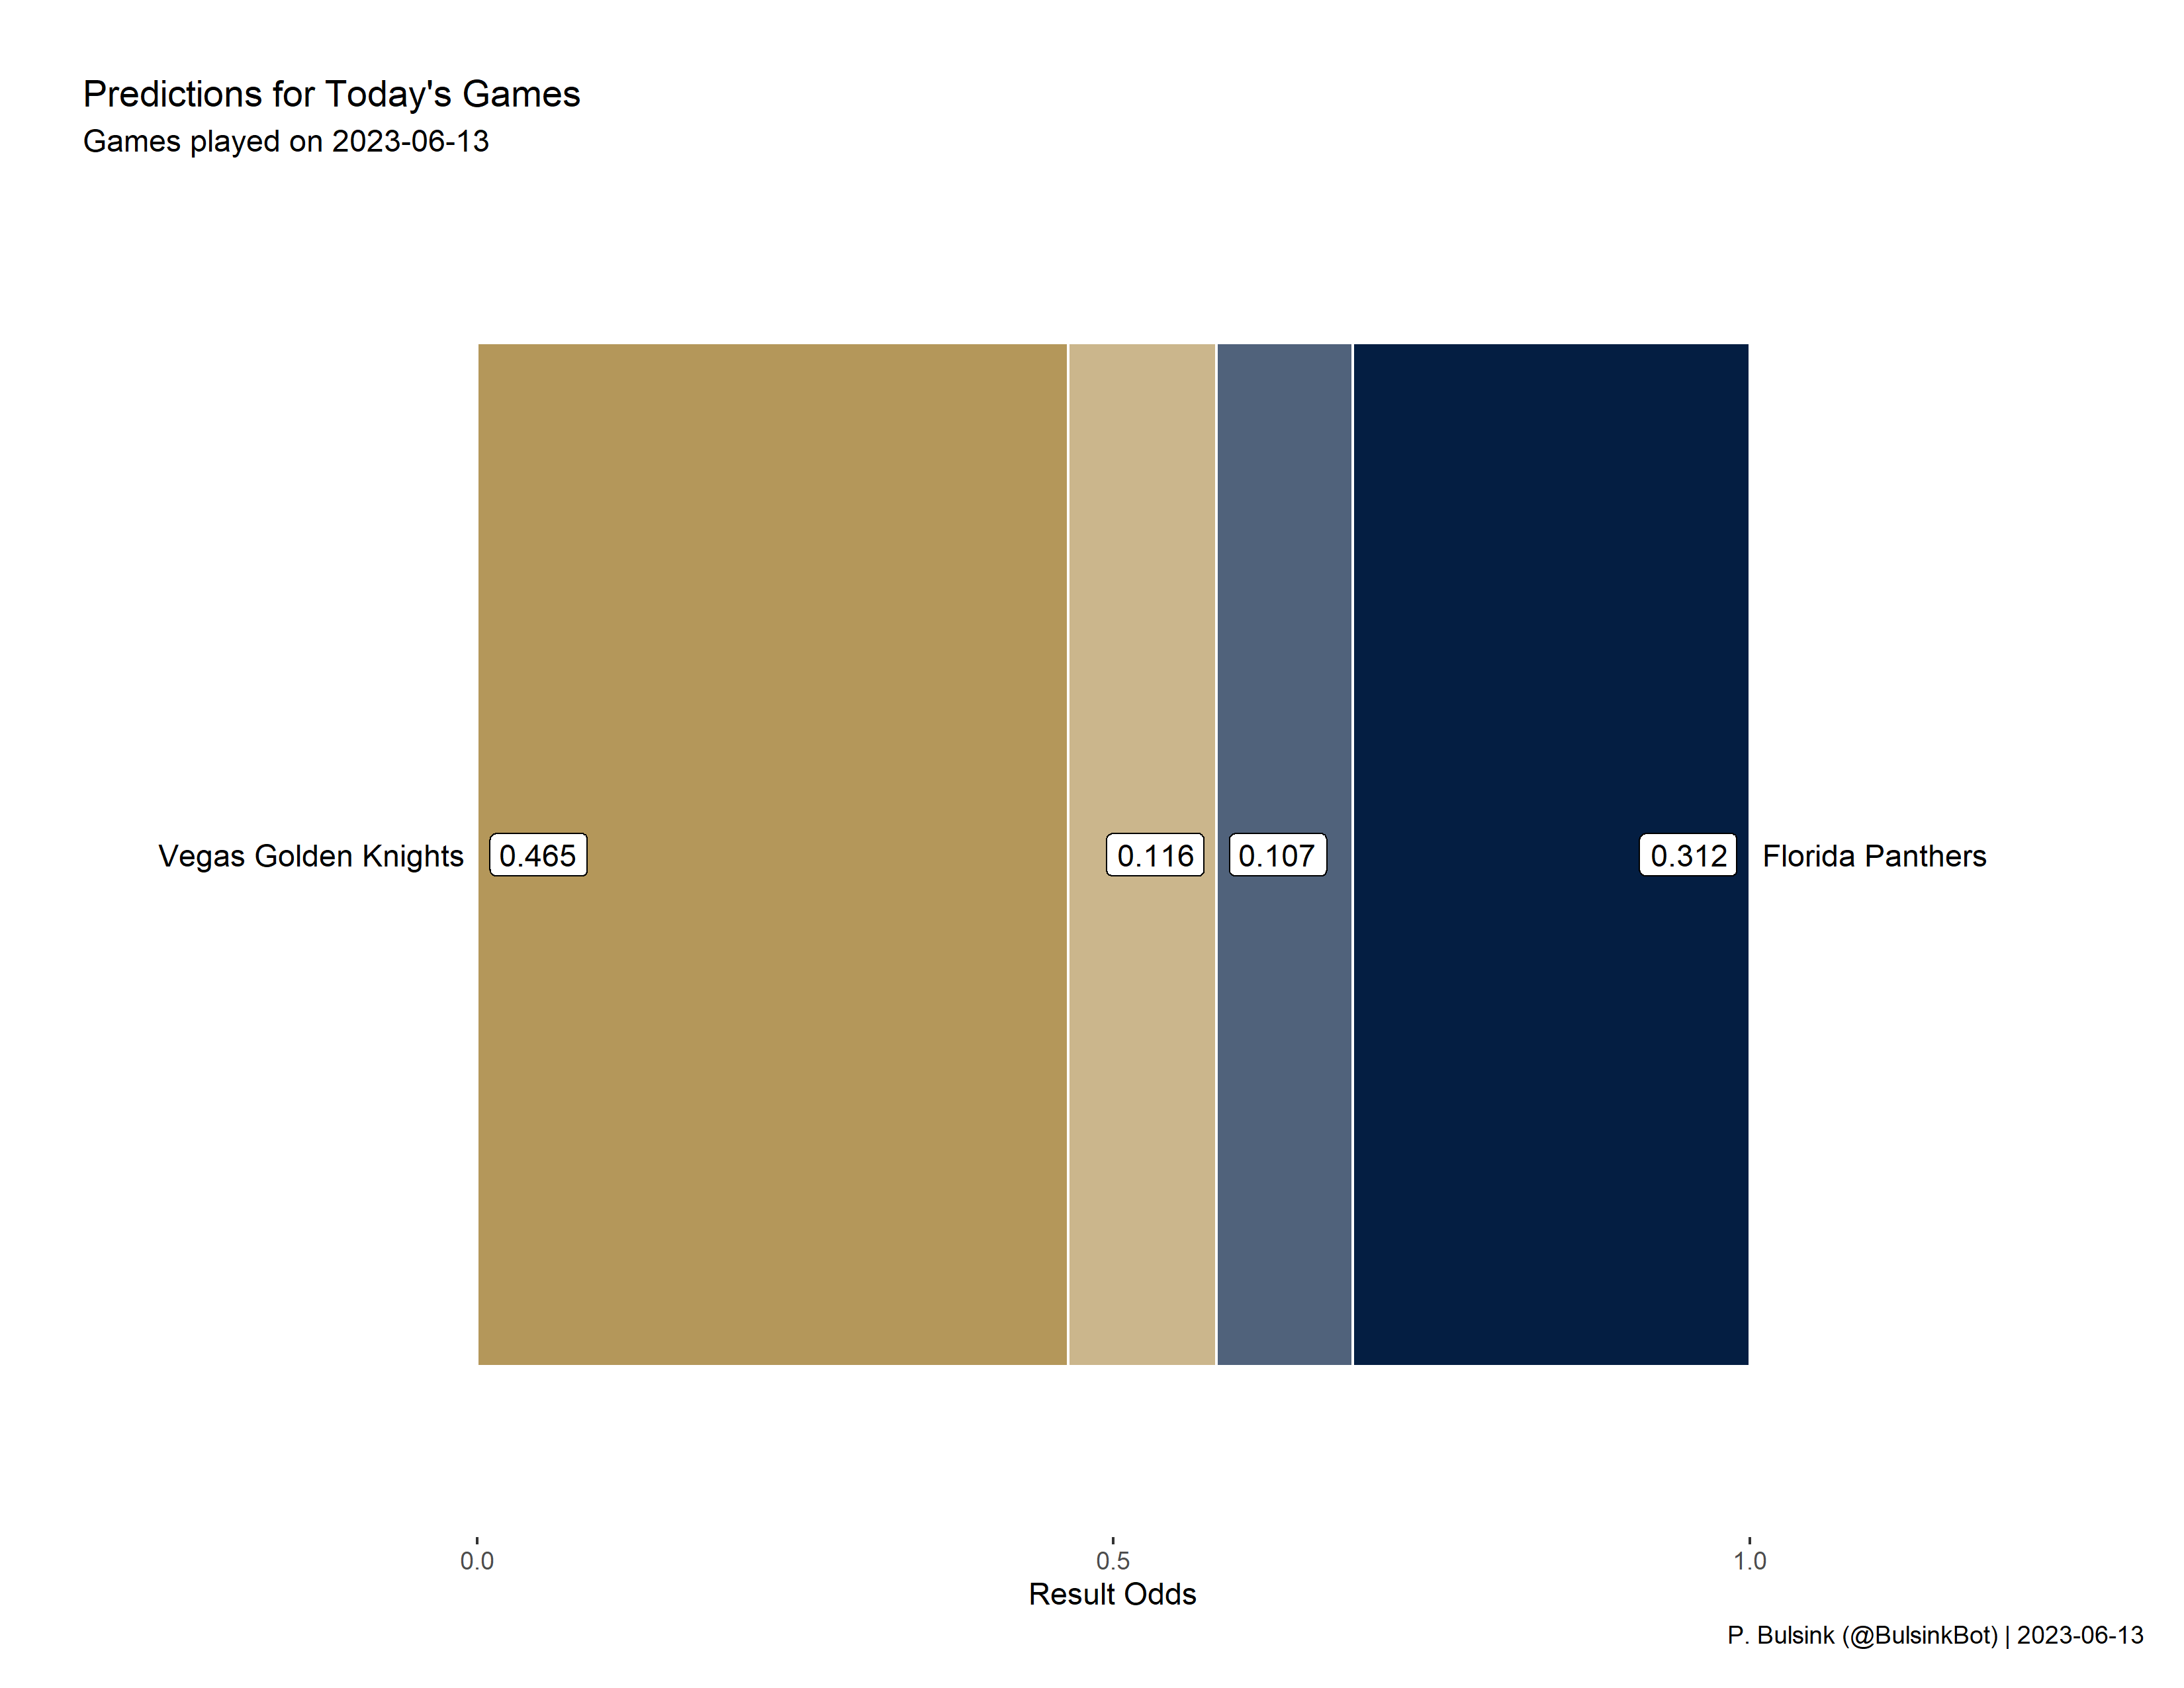 Predictions for Today's Games
Games played on 2023-06-13
Vegas Golden Knights 0.465 0.116 0.107 0.312 Florida Panthers
0.0 0.5 1.0
Result Odds
P. Bulsink (@BulsinkBot) | 2023-06-13